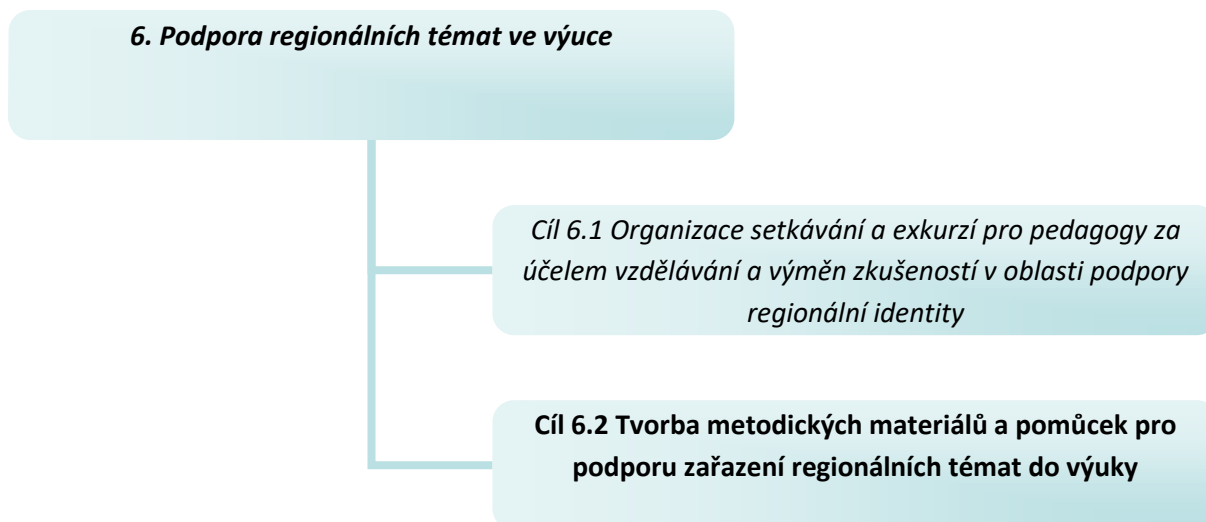 6. Podpora regionálních témat ve výuce
Cíl 6.1 Organizace setkávání a exkurzí pro pedagogy za
účelem vzdělávání a výměn zkušeností v oblasti podpory
regionální identity
Cíl 6.2 Tvorba metodických materiálů a pomůcek pro
podporu zařazení regionálních témat do výuky